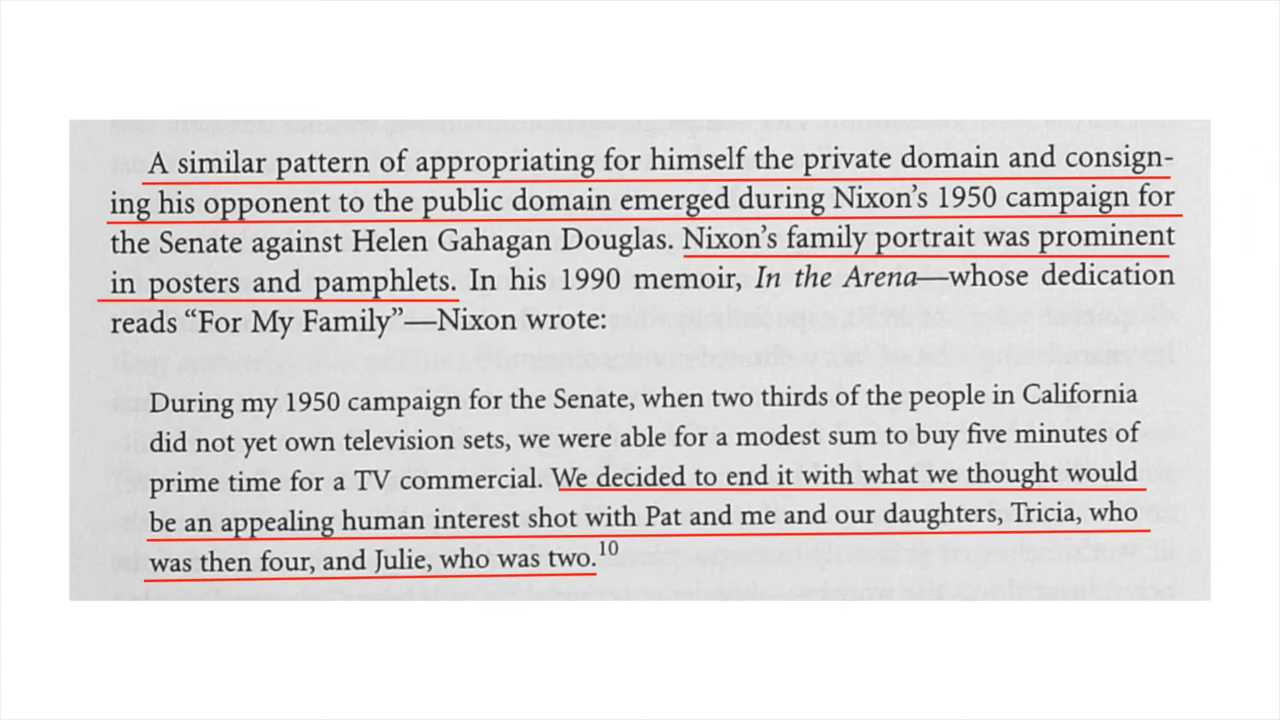 A similar pattern of appropriating for himself the private domain and consign-
ing his opponent to the public domain emerged during Nixon’s 1950 campaign for
the Senate against Helen Gahagan Douglas. Nixon’s family portrait was prominent
in posters and pamphlets. In his 1990 memoir, In the Arena—whose dedication
reads “For My Family”—Nixon wrote:
During my 1950 campaign for the Senate, when two thirds of the people in California
did not yet own television sets, we were able for a modest sum to buy five minutes of
prime time for a TV commercial. We decided to end it with what we thought would
be an appealing human interest shot with Pat and me and our daughters, Tricia, who
was then four, and Julie, who was two.10